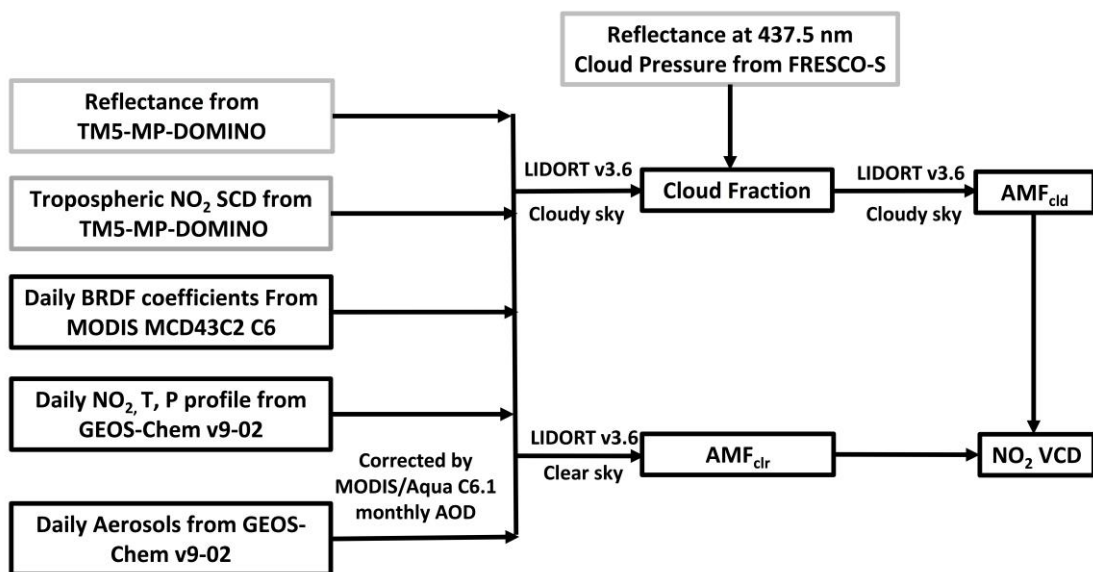 Reflectance at 437.5 nm
Cloud Pressure from FRESCO-S
Reflectance from
TM5-MP-DOMINO
Tropospheric NO₂ SCD from
TM5-MP-DOMINO
Daily BRDF coefficients From
MODIS MCD43C2 C6
Daily NO₂, T, P profile from
GEOS-Chem v9-02
Daily Aerosols from GEOS-
Chem v9-02
Corrected by
MODIS/Aqua C6.1
monthly AOD
LIDORT v3.6
Cloudy sky
Cloud Fraction
LIDORT v3.6
Cloudy sky
AMFcld
LIDORT v3.6
Clear sky
AMFclr
NO₂ VCD